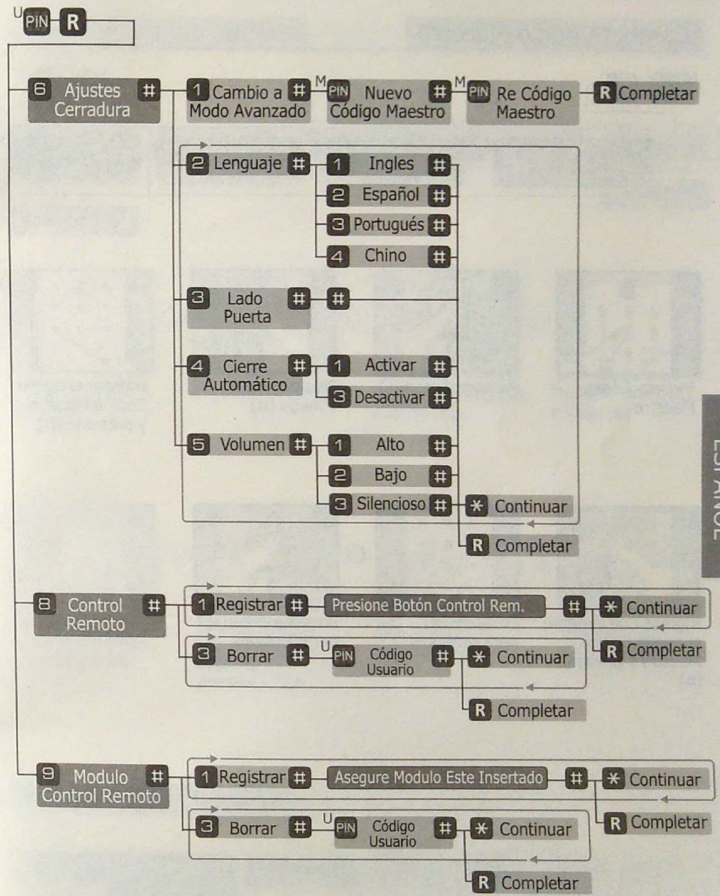 U PIN R
6 Ajustes Cerradura #
1 Cambio a Modo Avanzado #
M PIN Nuevo Código Maestro
M PIN Re Código Maestro
R Completar
2 Lenguaje #
1 Ingles #
2 Español #
3 Portugués #
4 Chino #
3 Lado Puerta #
#
4 Cierre Automático #
1 Activar #
3 Desactivar #
5 Volumen #
1 Alto #
2 Bajo #
3 Silencioso #
* Continuar
R Completar
8 Control Remoto #
1 Registrar #
Presione Botón Control Rem. #
* Continuar
R Completar
3 Borrar #
U PIN Código Usuario #
* Continuar
R Completar
9 Modulo Control Remoto #
1 Registrar #
Asegure Modulo Este Insertado #
* Continuar
R Completar
3 Borrar #
U PIN Código Usuario #
* Continuar
R Completar